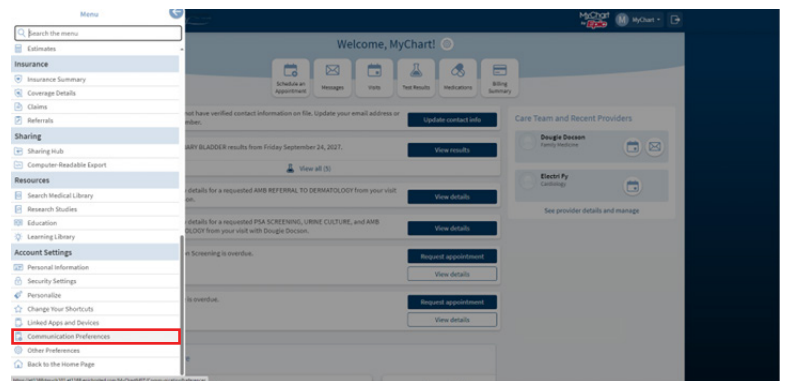 Menu
Search the menu
Estimates
Insurance
Insurance Summary
Coverage Details
Claims
Referrals
Sharing
Sharing Hub
Computer-Readable Export
Resources
Search Medical Library
Research Studies
Education
Learning Library
Account Settings
Personal Information
Security Settings
Personalize
Change Your Shortcuts
Linked Apps and Devices
Communication Preferences
Other Preferences
Back to the Home Page
MyChart
by Epic
M MyChart
Welcome, MyChart!
Schedule an Appointment
Messages
Visits
Test Results
Medications
Billing Summary
not have verified contact information on file. Update your email address or
Update contact info
BLADDER results from Friday September 24, 2027.
View results
View all (5)
details for a requested AMB REFERRAL TO DERMATOLOGY from your visit
View details
details for a requested PSA SCREENING, URINE CULTURE, and AMB
from your visit with Dougie Docson.
View details
Screening is overdue.
Request appointment
View details
is overdue.
Request appointment
View details
Care Team and Recent Providers
Dougie Docson
Family Medicine
Electri Fy
Cardiology
See provider details and manage